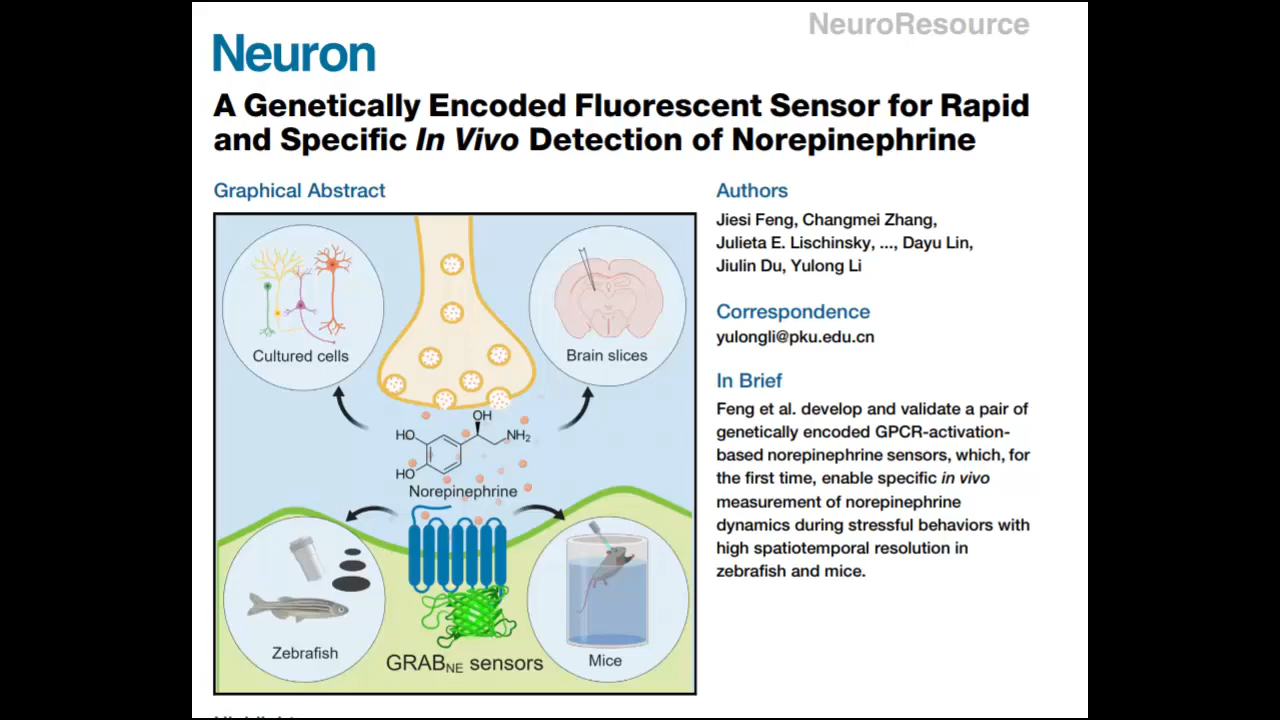 NeuroResource
Neuron
A Genetically Encoded Fluorescent Sensor for Rapid
and Specific In Vivo Detection of Norepinephrine
Graphical Abstract
Cultured cells
Brain slices
OH
HO
NH2
HO
Norepinephrine
Zebrafish
GRABNE sensors
Mice
Authors
Jiesi Feng, Changmei Zhang,
Julieta E. Lischinsky, ..., Dayu Lin,
Jiulin Du, Yulong Li
Correspondence
yulongli@pku.edu.cn
In Brief
Feng et al. develop and validate a pair of
genetically encoded GPCR-activation-
based norepinephrine sensors, which, for
the first time, enable specific in vivo
measurement of norepinephrine
dynamics during stressful behaviors with
high spatiotemporal resolution in
zebrafish and mice.